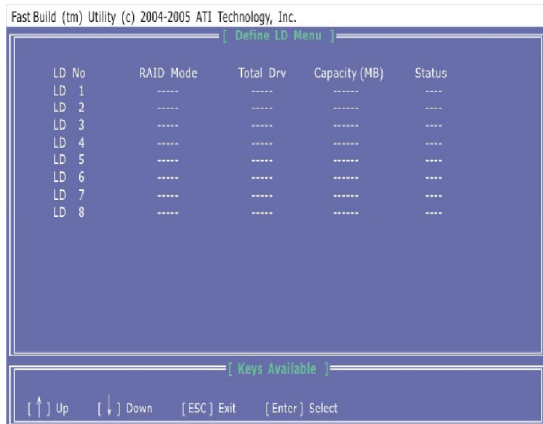 FastBuild (tm) Utility (c) 2004-2005 ATI Technology, Inc.
[ Define LD Menu ]
LD No RAID Mode Total Drv Capacity (MB) Status
LD 1 ----- ----- ------ ----
LD 2 ----- ----- ------ ----
LD 3 ----- ----- ------ ----
LD 4 ----- ----- ------ ----
LD 5 ----- ----- ------ ----
LD 6 ----- ----- ------ ----
LD 7 ----- ----- ------ ----
LD 8 ----- ----- ------ ----
[ Keys Available ]
[ ↑ ] Up [ ↓ ] Down [ ESC ] Exit [ Enter ] Select